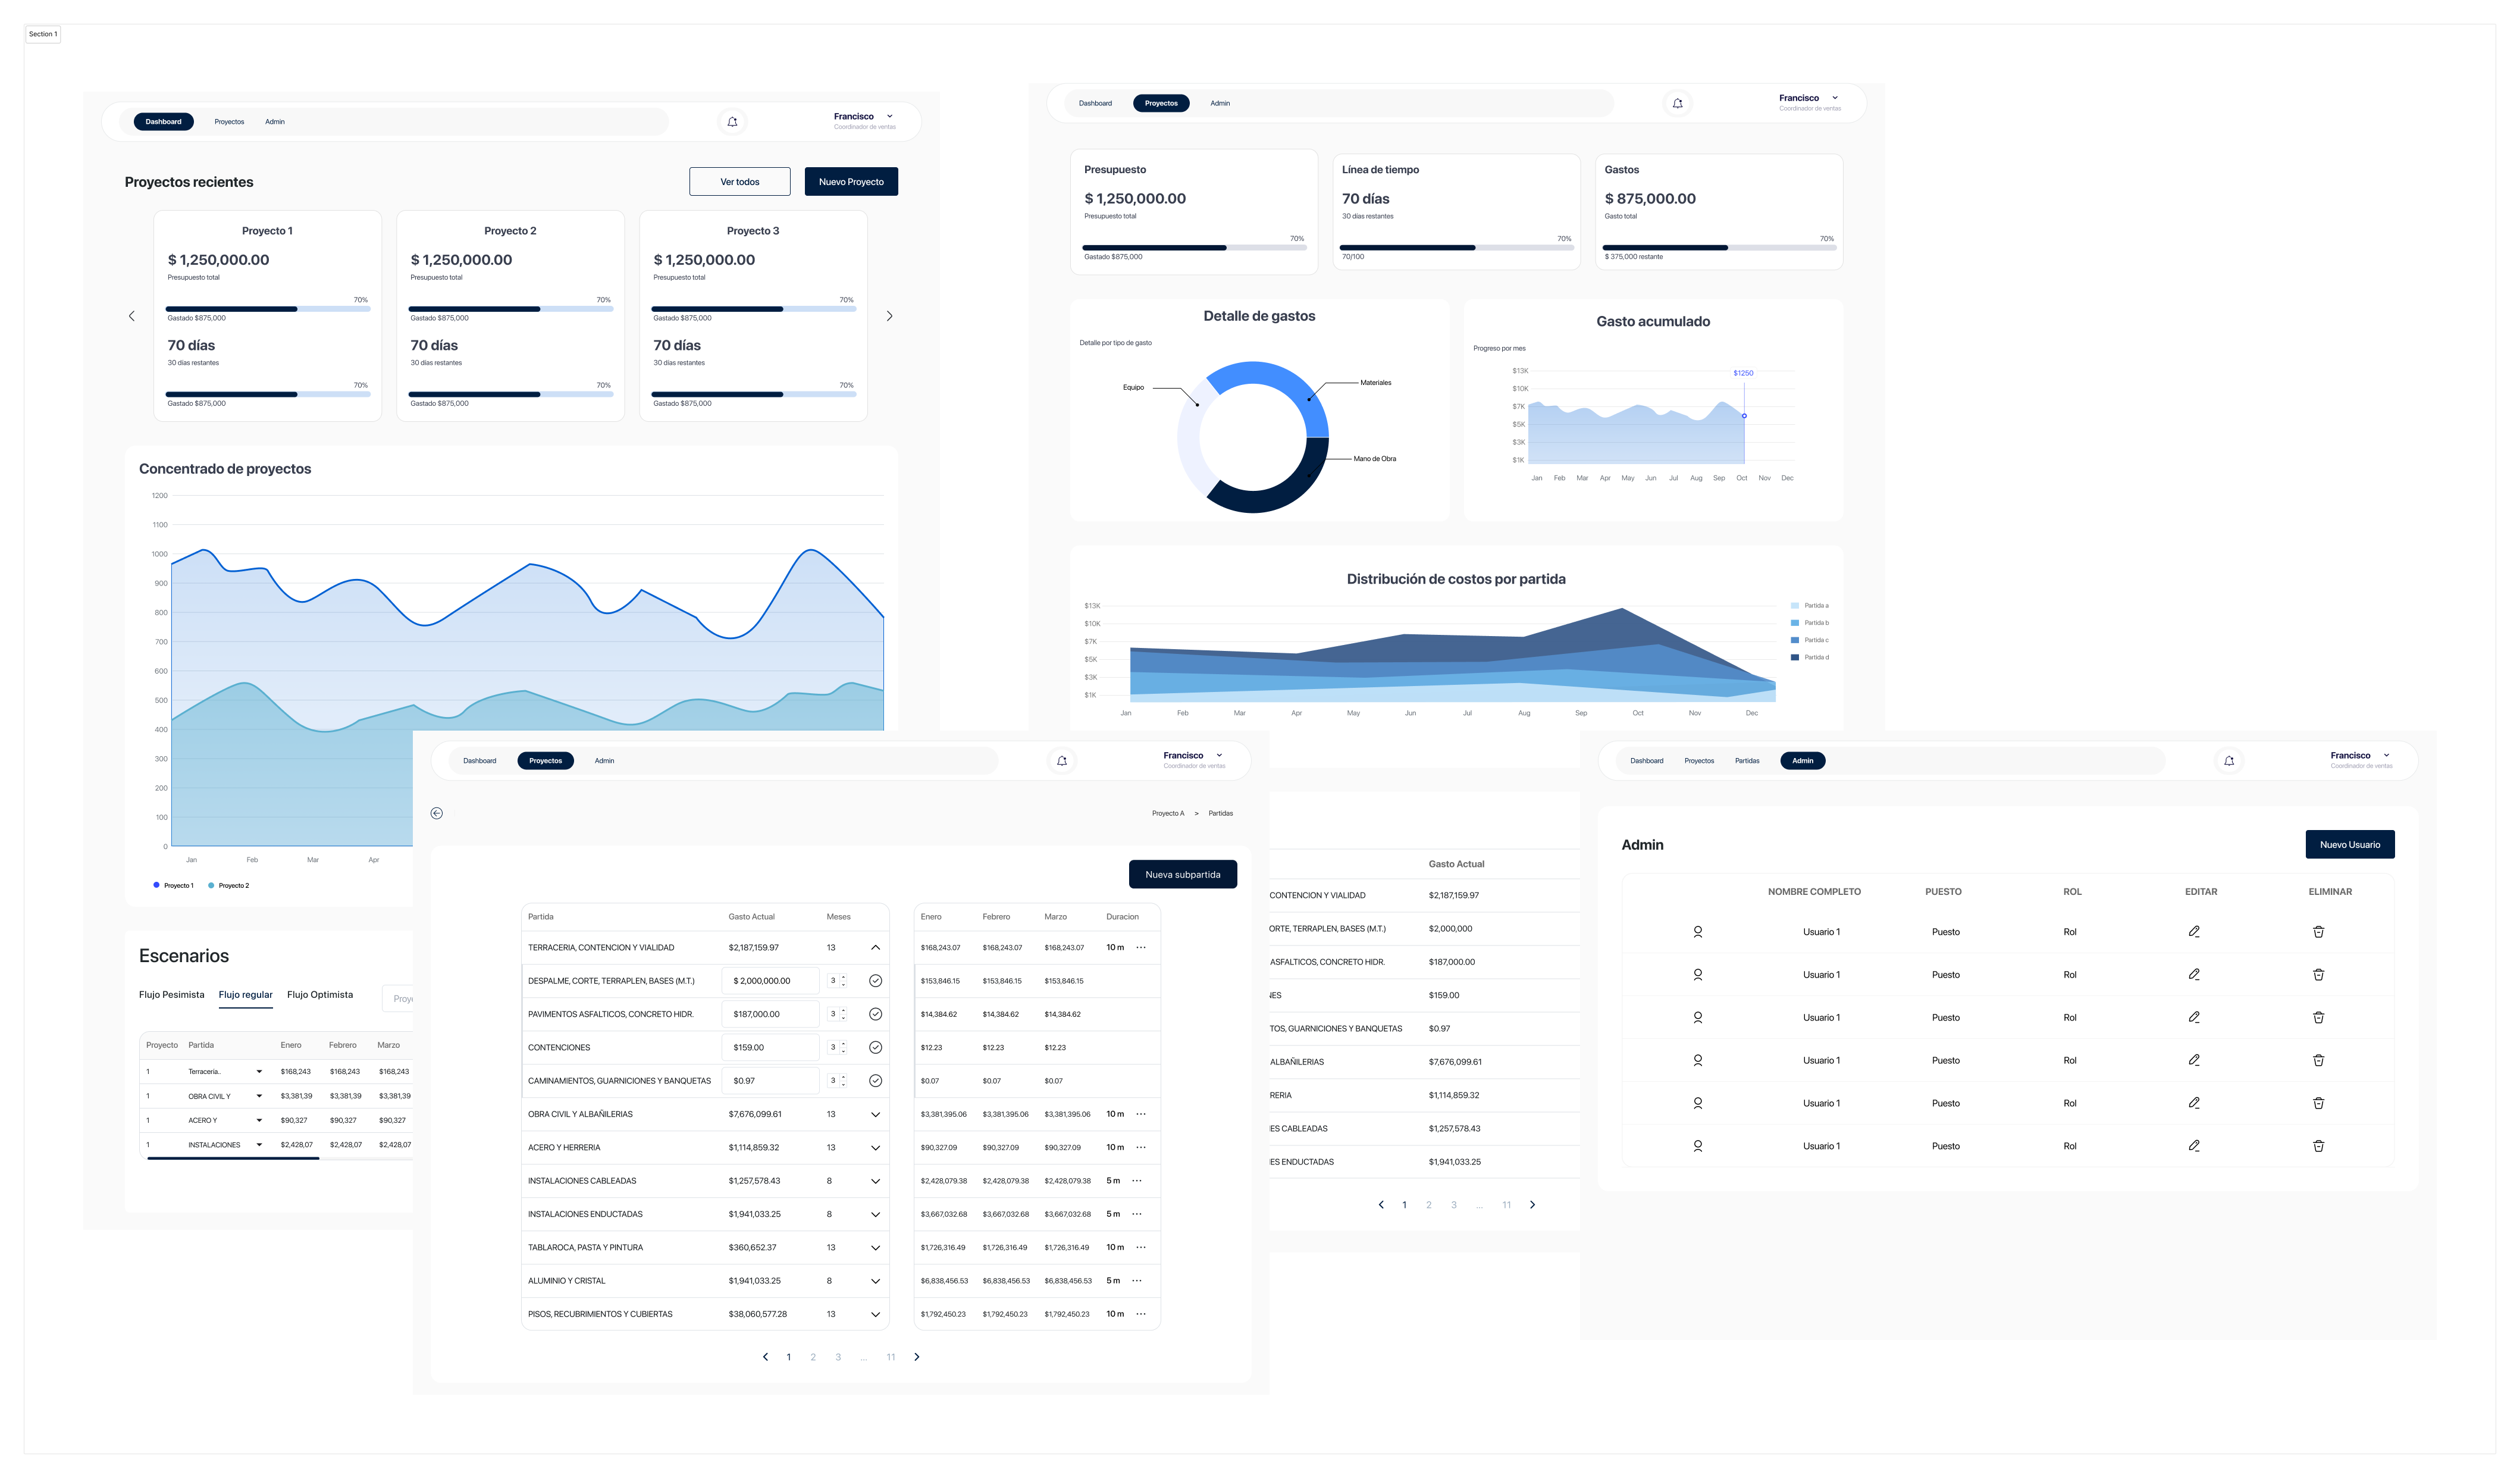 Section 1
Dashboard Proyectos Admin
Francisco
Coordinador de ventas
Proyectos recientes
Ver todos Nuevo Proyecto
Proyecto 1
$ 1,250,000.00
Presupuesto total
70%
Gastado $875,000
70 días
30 días restantes
70%
Gastado $875,000
Proyecto 2
$ 1,250,000.00
Presupuesto total
70%
Gastado $875,000
70 días
30 días restantes
70%
Gastado $875,000
Proyecto 3
$ 1,250,000.00
Presupuesto total
70%
Gastado $875,000
70 días
30 días restantes
70%
Gastado $875,000
Concentrado de proyectos
1200
1100
1000
900
800
700
600
500
400
300
200
100
0
Jan Feb Mar Apr
Proyecto 1 Proyecto 2
Escenarios
Flujo Pesimista Flujo regular Flujo Optimista Proye
Proyecto Partida Enero Febrero Marzo
1 Terraceria.. $168,243 $168,243 $168,243
1 OBRA CIVIL Y $3,381,39 $3,381,39 $3,381,39
1 ACERO Y $90,327 $90,327 $90,327
1 INSTALACIONES $2,428,07 $2,428,07 $2,428,07
Dashboard Proyectos Admin
Francisco
Coordinador de ventas
Presupuesto
$ 1,250,000.00
Presupuesto total
70%
Gastado $875,000
Línea de tiempo
70 días
30 días restantes
70%
70/100
Gastos
$ 875,000.00
Gasto total
70%
$ 375,000 restante
Detalle de gastos
Detalle por tipo de gasto
Equipo
Materiales
Mano de Obra
Gasto acumulado
Progreso por mes
$1250
$13K
$10K
$7K
$5K
$3K
$1K
Jan Feb Mar Apr May Jun Jul Aug Sep Oct Nov Dec
Distribución de costos por partida
$13K
$10K
$7K
$5K
$3K
$1K
Jan Feb Mar Apr May Jun Jul Aug Sep Oct Nov Dec
Partida a
Partida b
Partida c
Partida d
Dashboard Proyectos Admin
Francisco
Coordinador de ventas
Proyecto A > Partidas
Nueva subpartida
Partida Gasto Actual Meses Enero Febrero Marzo Duracion
TERRACERIA, CONTENCION Y VIALIDAD $2,187,159.97 13 $168,243.07 $168,243.07 $168,243.07 10 m ...
DESPALME, CORTE, TERRAPLEN, BASES (M.T.) $ 2,000,000.00 3 $153,846.15 $153,846.15 $153,846.15
PAVIMENTOS ASFALTICOS, CONCRETO HIDR. $187,000.00 3 $14,384.62 $14,384.62 $14,384.62
CONTENCIONES $159.00 3 $12.23 $12.23 $12.23
CAMINAMIENTOS, GUARNICIONES Y BANQUETAS $0.97 3 $0.07 $0.07 $0.07
OBRA CIVIL Y ALBAÑILERIAS $7,676,099.61 13 $3,381,395.06 $3,381,395.06 $3,381,395.06 10 m ...
ACERO Y HERRERIA $1,114,859.32 13 $90,327.09 $90,327.09 $90,327.09 10 m ...
INSTALACIONES CABLEADAS $1,257,578.43 8 $2,428,079.38 $2,428,079.38 $2,428,079.38 5 m ...
INSTALACIONES ENDUCTADAS $1,941,033.25 8 $3,667,032.68 $3,667,032.68 $3,667,032.68 5 m ...
TABLAROCA, PASTA Y PINTURA $360,652.37 13 $1,726,316.49 $1,726,316.49 $1,726,316.49 10 m ...
ALUMINIO Y CRISTAL $1,941,033.25 8 $6,838,456.53 $6,838,456.53 $6,838,456.53 5 m ...
PISOS, RECUBRIMIENTOS Y CUBIERTAS $38,060,577.28 13 $1,792,450.23 $1,792,450.23 $1,792,450.23 10 m ...
1 2 3 ... 11
Gasto Actual
CONTENCION Y VIALIDAD $2,187,159.97
ORTE, TERRAPLEN, BASES (M.T.) $2,000,000
ASFALTICOS, CONCRETO HIDR. $187,000.00
NES $159.00
TOS, GUARNICIONES Y BANQUETAS $0.97
ALBAÑILERIAS $7,676,099.61
RERIA $1,114,859.32
ES CABLEADAS $1,257,578.43
ES ENDUCTADAS $1,941,033.25
1 2 3 ... 11
Dashboard Proyectos Partidas Admin
Francisco
Coordinador de ventas
Admin
Nuevo Usuario
NOMBRE COMPLETO PUESTO ROL EDITAR ELIMINAR
Usuario 1 Puesto Rol
Usuario 1 Puesto Rol
Usuario 1 Puesto Rol
Usuario 1 Puesto Rol
Usuario 1 Puesto Rol
Usuario 1 Puesto Rol